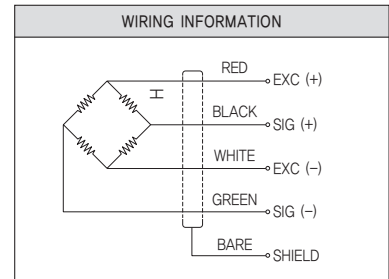 WIRING INFORMATION
RED EXC (+)
BLACK SIG (+)
WHITE EXC (-)
GREEN SIG (-)
BARE SHIELD